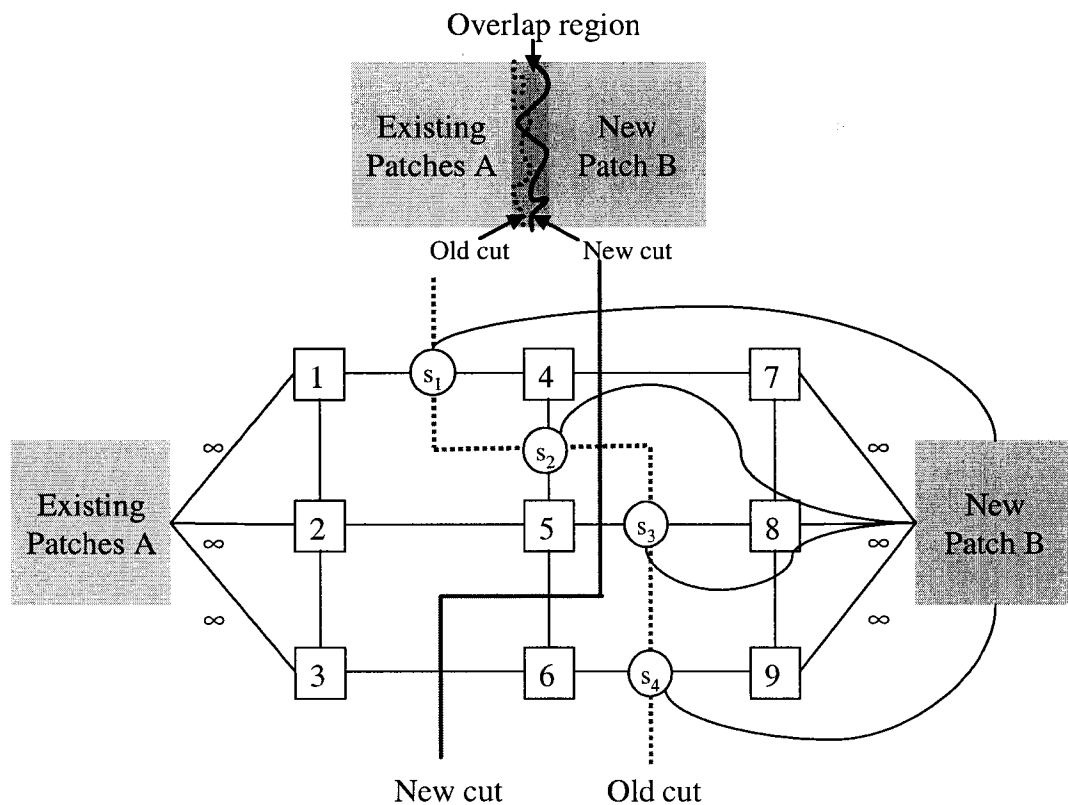 Overlap region
Existing
Patches A
New
Patch B
Old cut
New cut
1
s1
4
7
∞
s2
∞
Existing
Patches A
2
5
s3
8
New
Patch B
∞
∞
∞
∞
3
6
s4
9
New cut
Old cut